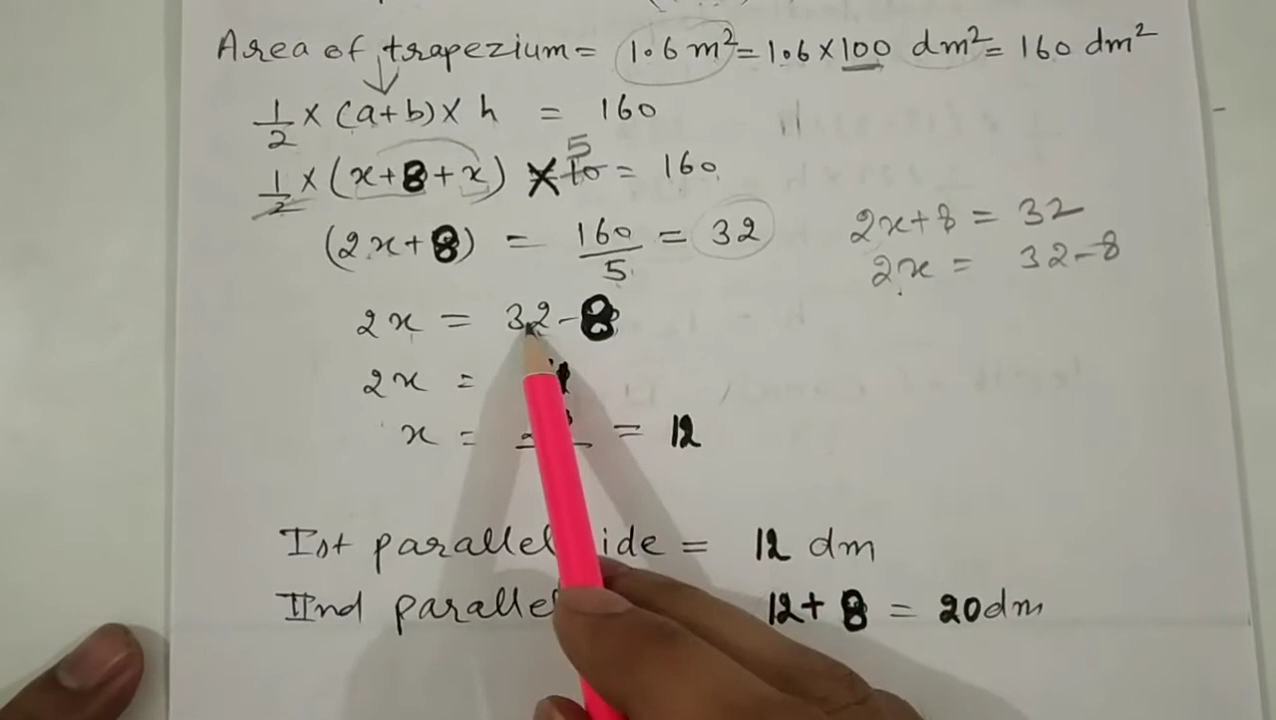 Area of trapezium = 1.6 m² = 1.6 × 100 dm² = 160 dm²
1/2 × (a+b) × h = 160
1/2 × (x+8+x) × 10 5 = 160
(2x+8) = 160/5 = 32
2x+8 = 32
2x = 32-8
2x = 32-8
2x =
x = = 12
Ist parallel ide = 12 dm
IInd paralle 12+ 8 = 20dm